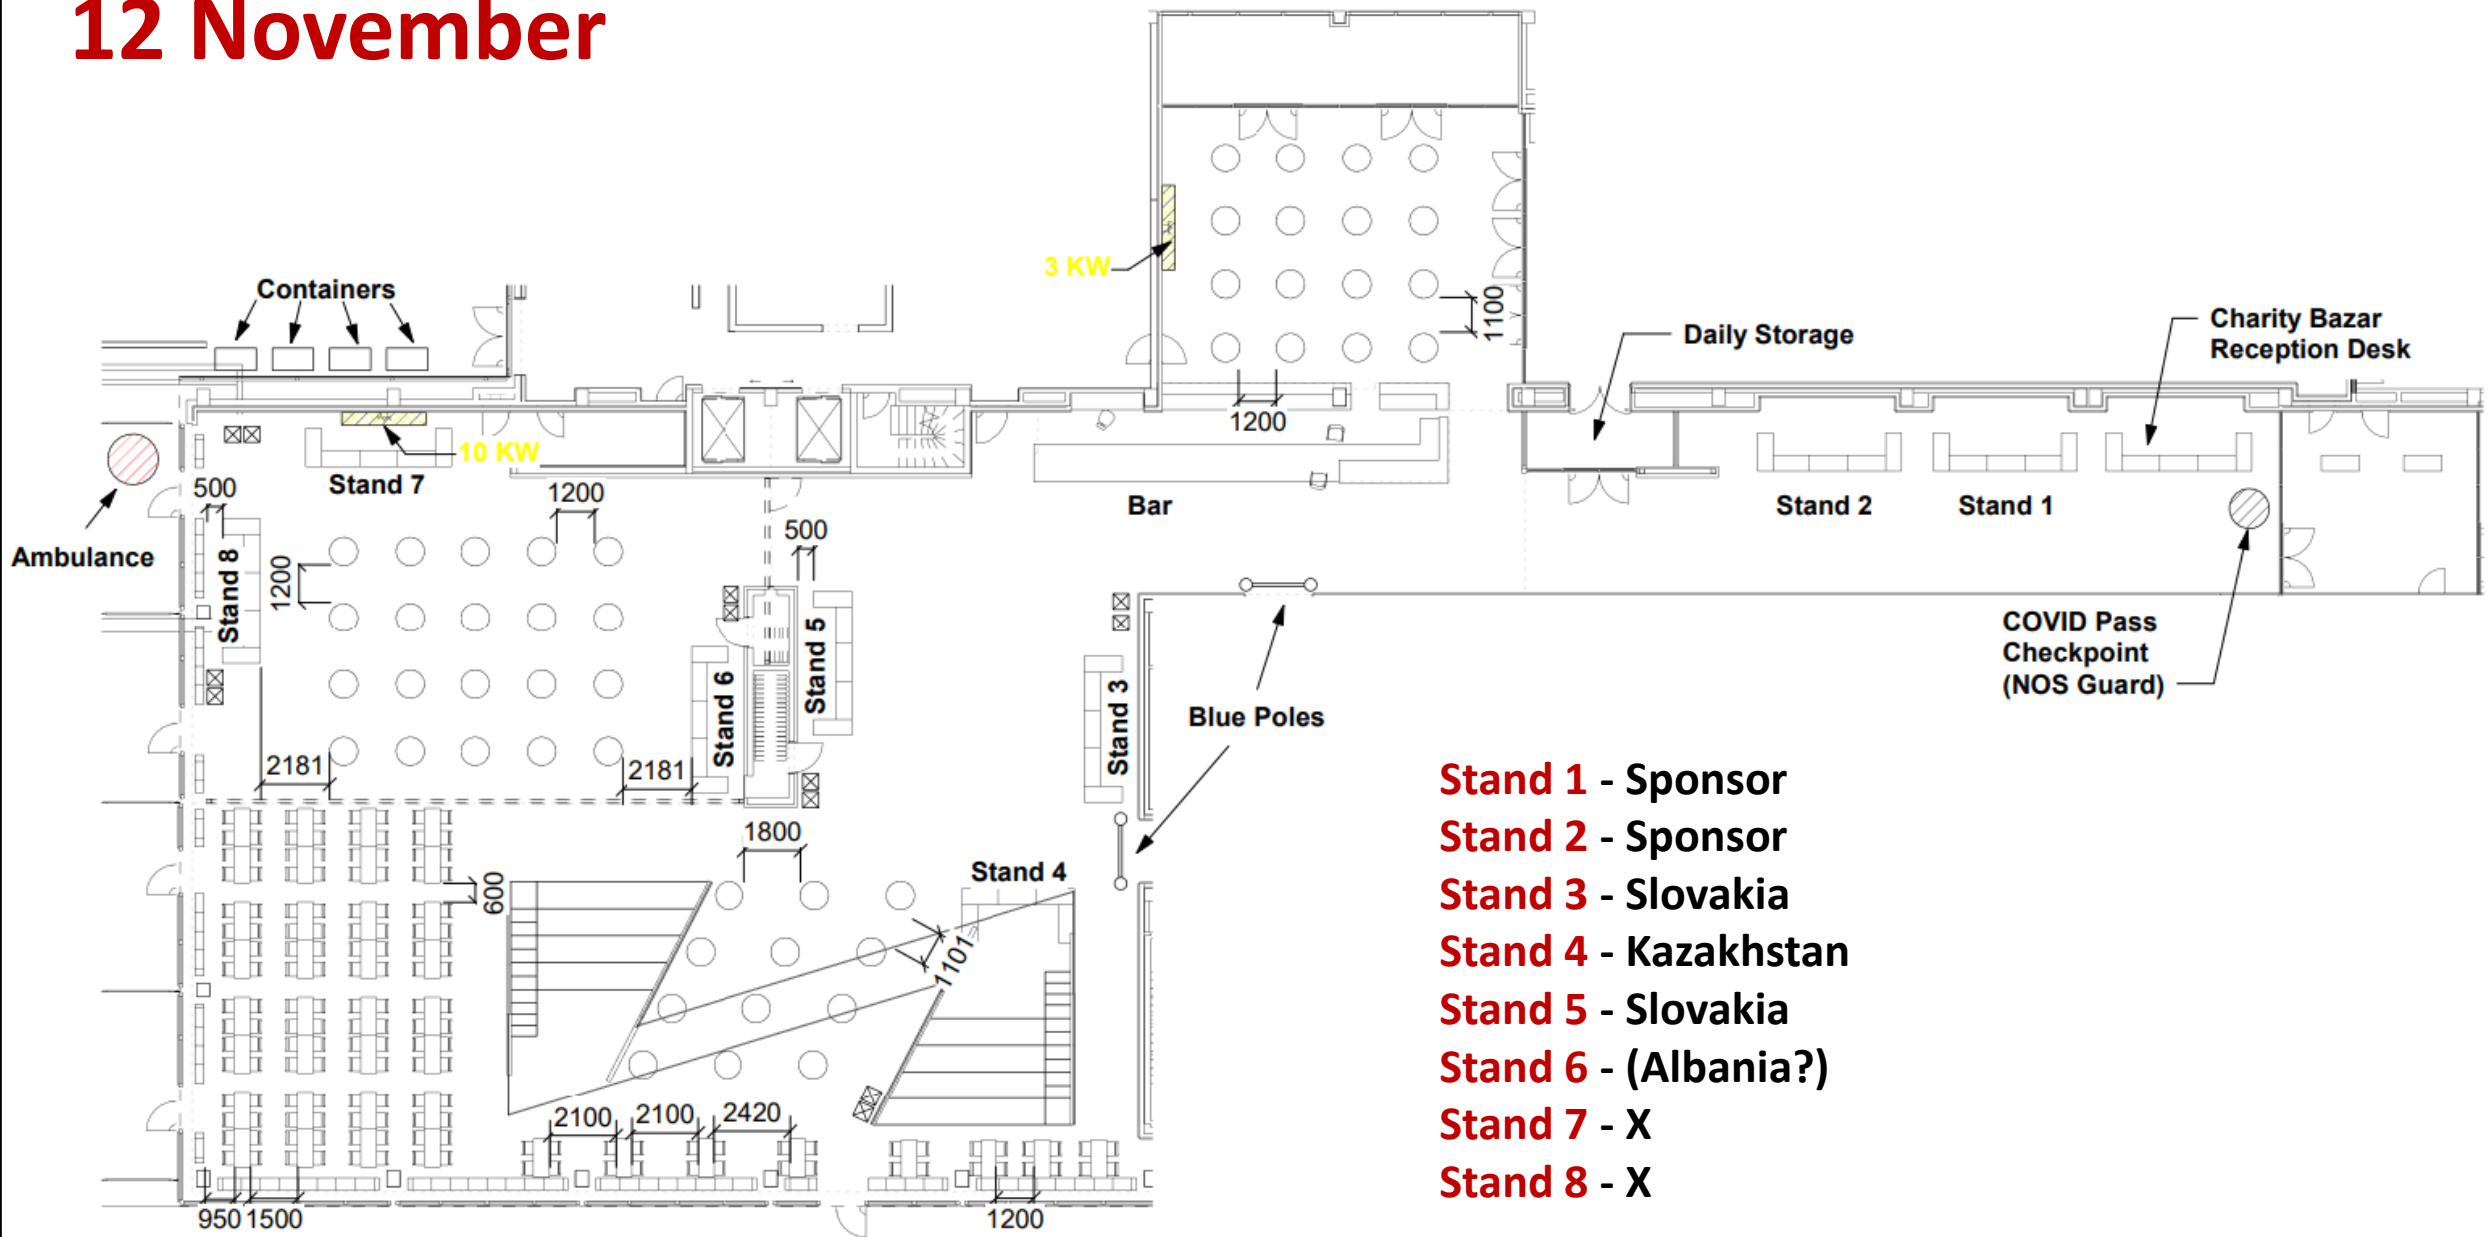 12 November
Containers
3 KW
1100
Daily Storage
Charity Bazar
Reception Desk
1200
10 KW
Stand 7
500
1200
Bar
Stand 2
Stand 1
Ambulance
500
Stand 8
1200
Stand 5
Stand 6
Stand 3
COVID Pass
Checkpoint
(NOS Guard)
Blue Poles
2181
2181
1800
Stand 4
600
1101
2100
2100
2420
950
1500
1200
Stand 1 - Sponsor
Stand 2 - Sponsor
Stand 3 - Slovakia
Stand 4 - Kazakhstan
Stand 5 - Slovakia
Stand 6 - (Albania?)
Stand 7 - X
Stand 8 - X